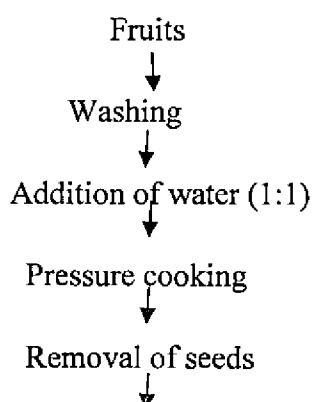 Fruits
Washing
Addition of water (1:1)
Pressure cooking
Removal of seeds